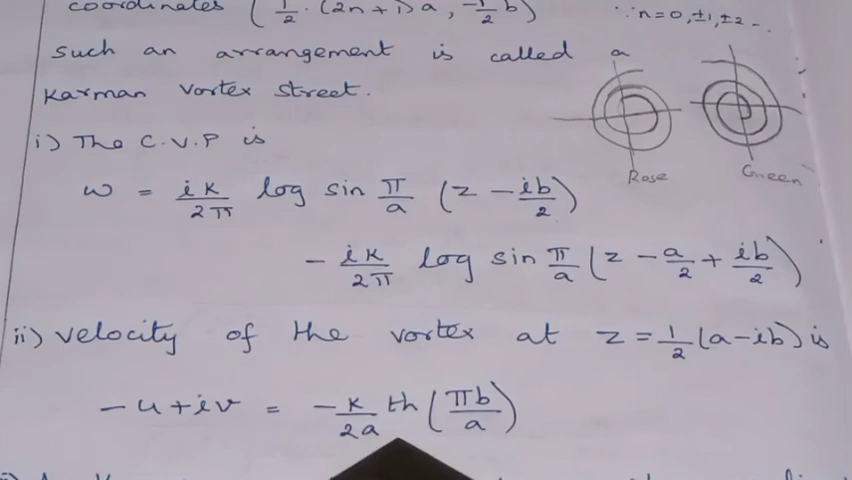 coordinates (1/2 · (2n+1)a, -1/2 b) ∵ n=0, ±1, ±2 -
such an arrangement is called a
Karman vortex street.
i) The C.V.P is
w = ik/2π log sin π/a (z - ib/2)
- ik/2π log sin π/a (z - a/2 + ib/2)
Rose Green
ii) velocity of the vortex at z = 1/2 (a-ib) is
-u+iv = -k/2a th (πb/a)